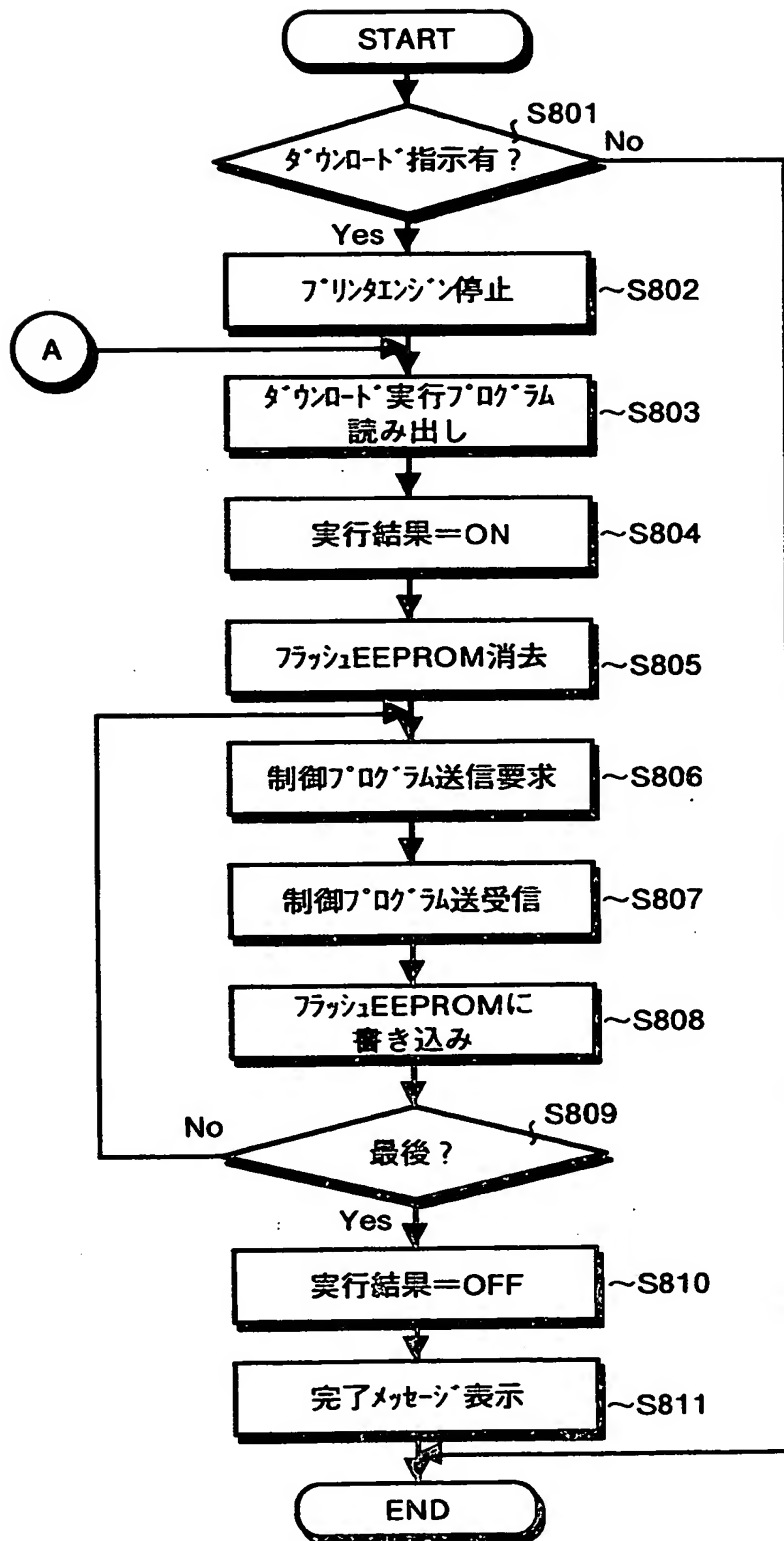 START
S801
ダウンロード指示有？
No
Yes
プリンタエンジン停止
~S802
A
ダウンロード実行プログラム
読み出し
~S803
実行結果＝ON
~S804
フラッシュEEPROM消去
~S805
制御プログラム送信要求
~S806
制御プログラム送受信
~S807
フラッシュEEPROMに
書き込み
~S808
S809
No
最後？
Yes
実行結果＝OFF
~S810
完了メッセージ表示
~S811
END